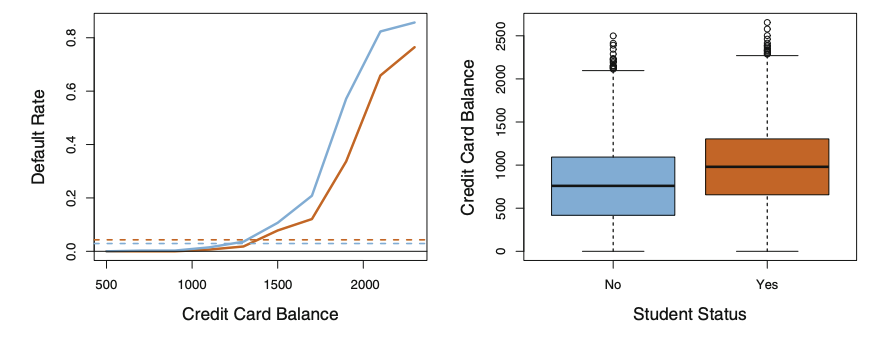 Default Rate
0.8
0.6
0.4
0.2
0.0
500 1000 1500 2000
Credit Card Balance
Credit Card Balance
2500
2000
1500
1000
500
0
No Yes
Student Status